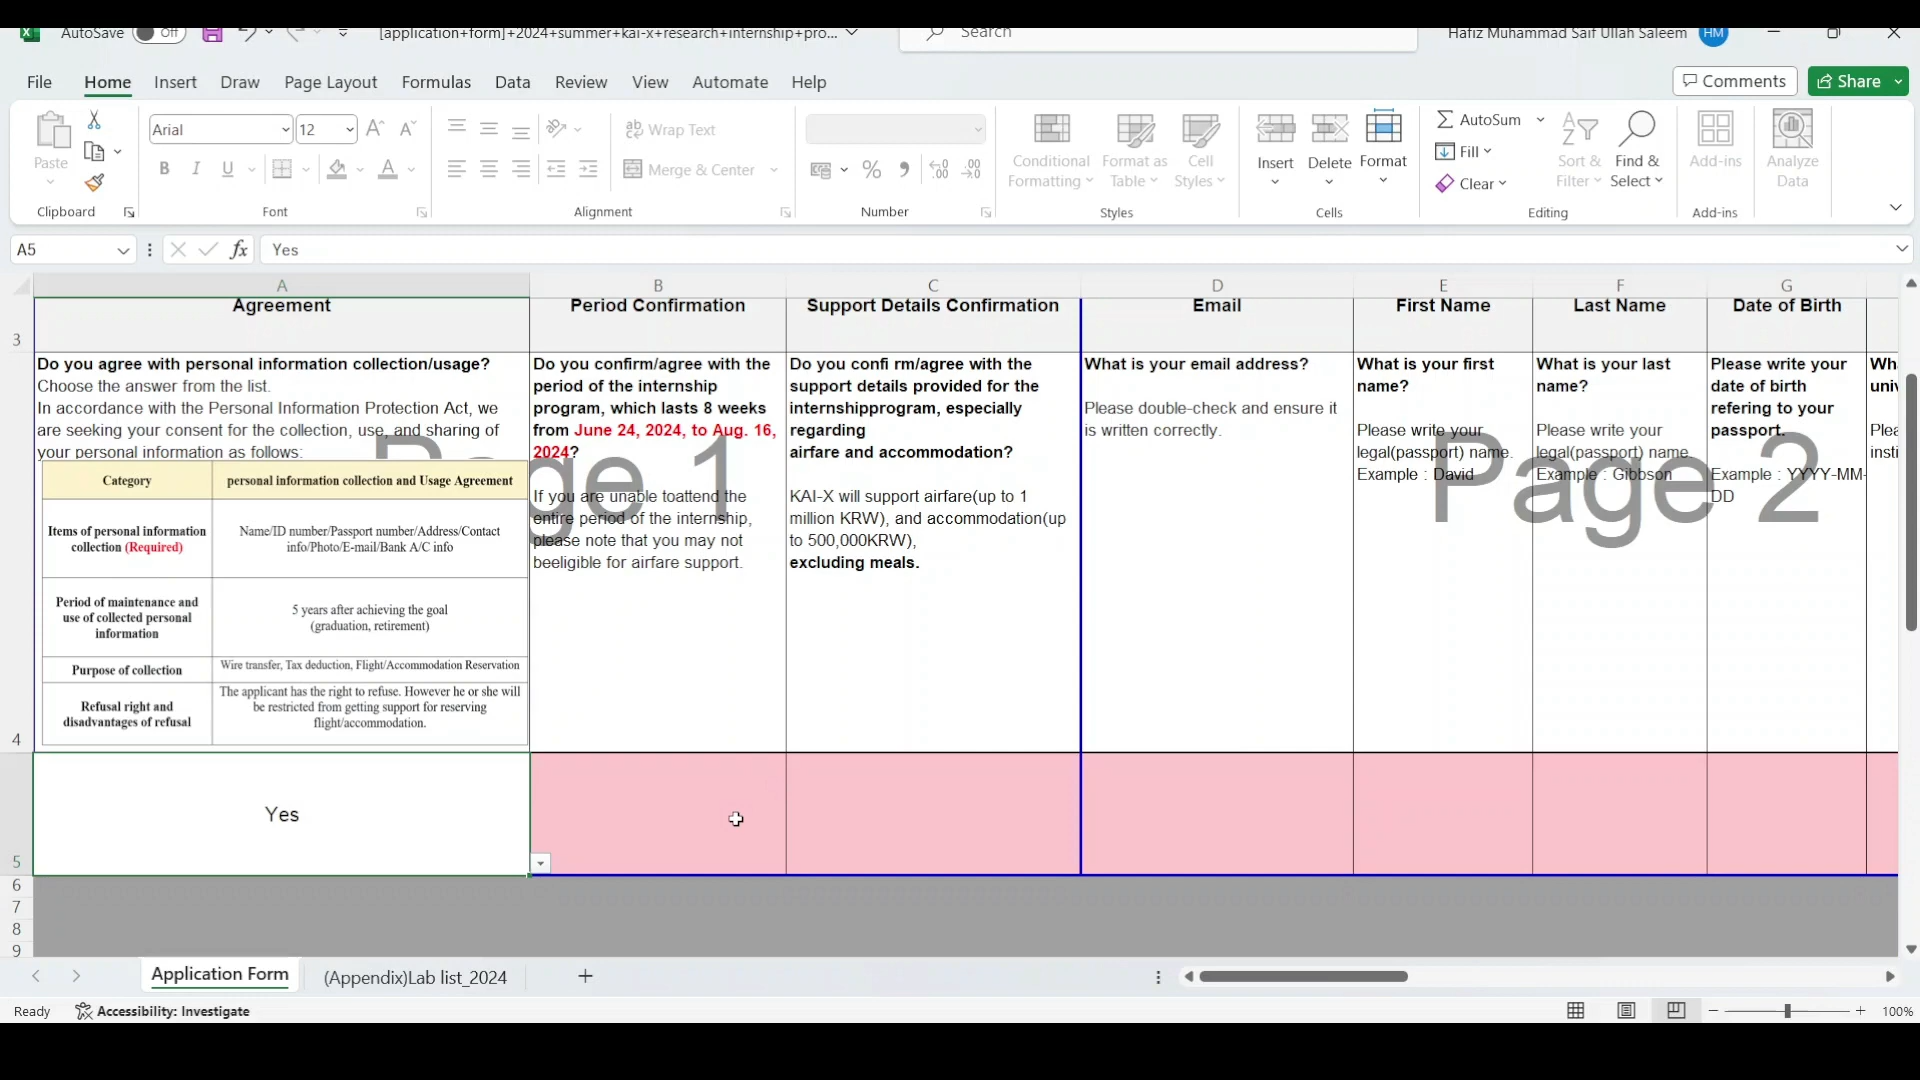 AutoSave Off [application+form]+2024+summer+kai-x+research+internship+pro... Search Hafiz Muhammad Saif Ullah Saleem HM
File Home Insert Draw Page Layout Formulas Data Review View Automate Help Comments Share
Arial 12 Wrap Text AutoSum
Paste Fill
B I U A Merge & Center % Insert Delete Format
Conditional Formatting Format as Table Cell Styles Clear Sort & Filter Find & Select Add-ins Analyze Data
Clipboard Font Alignment Number Styles Cells Editing Add-ins
A5 fx Yes
A B C D E F G
3 Agreement Period Confirmation Support Details Confirmation Email First Name Last Name Date of Birth
Do you agree with personal information collection/usage?
Choose the answer from the list.
In accordance with the Personal Information Protection Act, we
are seeking your consent for the collection, use, and sharing of
your personal information as follows:
Category personal information collection and Usage Agreement
Items of personal information
collection (Required)
Name/ID number/Passport number/Address/Contact
info/Photo/E-mail/Bank A/C info
Period of maintenance and
use of collected personal
information
5 years after achieving the goal
(graduation, retirement)
Purpose of collection Wire transfer, Tax deduction, Flight/Accommodation Reservation
Refusal right and
disadvantages of refusal
The applicant has the right to refuse. However he or she will
be restricted from getting support for reserving
flight/accommodation.
Do you confirm/agree with the
period of the internship
program, which lasts 8 weeks
from June 24, 2024, to Aug. 16,
2024?
If you are unable toattend the
entire period of the internship,
please note that you may not
beeligible for airfare support.
Page 1
Do you confi rm/agree with the
support details provided for the
internshipprogram, especially
regarding
airfare and accommodation?
KAI-X will support airfare(up to 1
million KRW), and accommodation(up
to 500,000KRW),
excluding meals.
What is your email address?
Please double-check and ensure it
is written correctly.
What is your first
name?
Please write your
legal(passport) name.
Example : David
What is your last
name?
Please write your
legal(passport) name.
Example : Gibbson
Please write your
date of birth
refering to your
passport.
Example : YYYY-MM-
DD
Page 2
Wh
univ
Plea
insti
4
Yes
5
6
7
8
9
Application Form (Appendix)Lab list_2024 +
Ready Accessibility: Investigate 100%